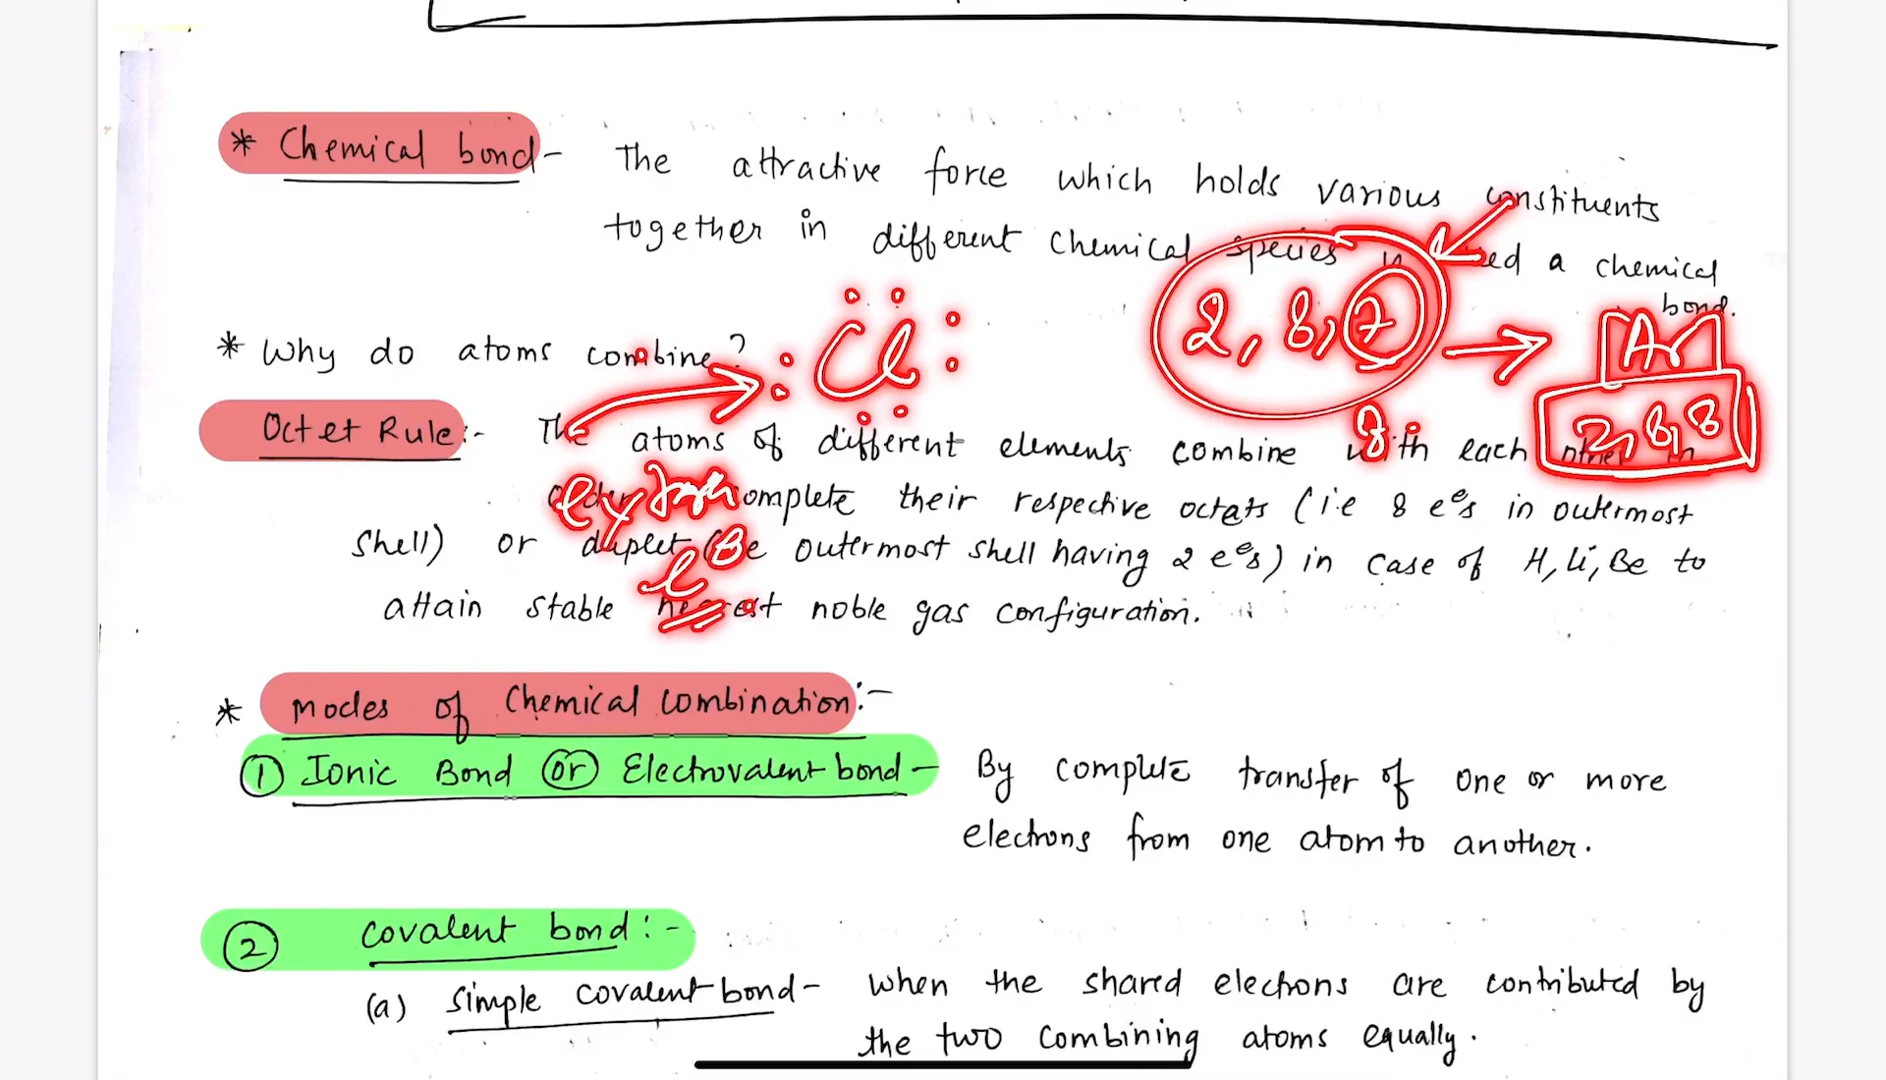 * Chemical bond - The attractive force which holds various constituents
together in different chemical species is a chemical
bond.
2, 8, 7 → Ar
2, 8, 8
8
:Cl:
* Why do atoms combine?
Octet Rule:- The atoms of different elements combine with each
extra complete their respective octets (i.e 8 e⊖s in outermost
e
shell) or duplet outermost shell having 2 e⊖s) in case of H, Li, Be to
attain stable nearest noble gas configuration.
* Modes of Chemical Combination:-
① Ionic Bond (or) Electrovalent bond - By complete transfer of one or more
electrons from one atom to another.
② Covalent bond:-
(a) simple covalent bond - when the shared electrons are contributed by
the two combining atoms equally.